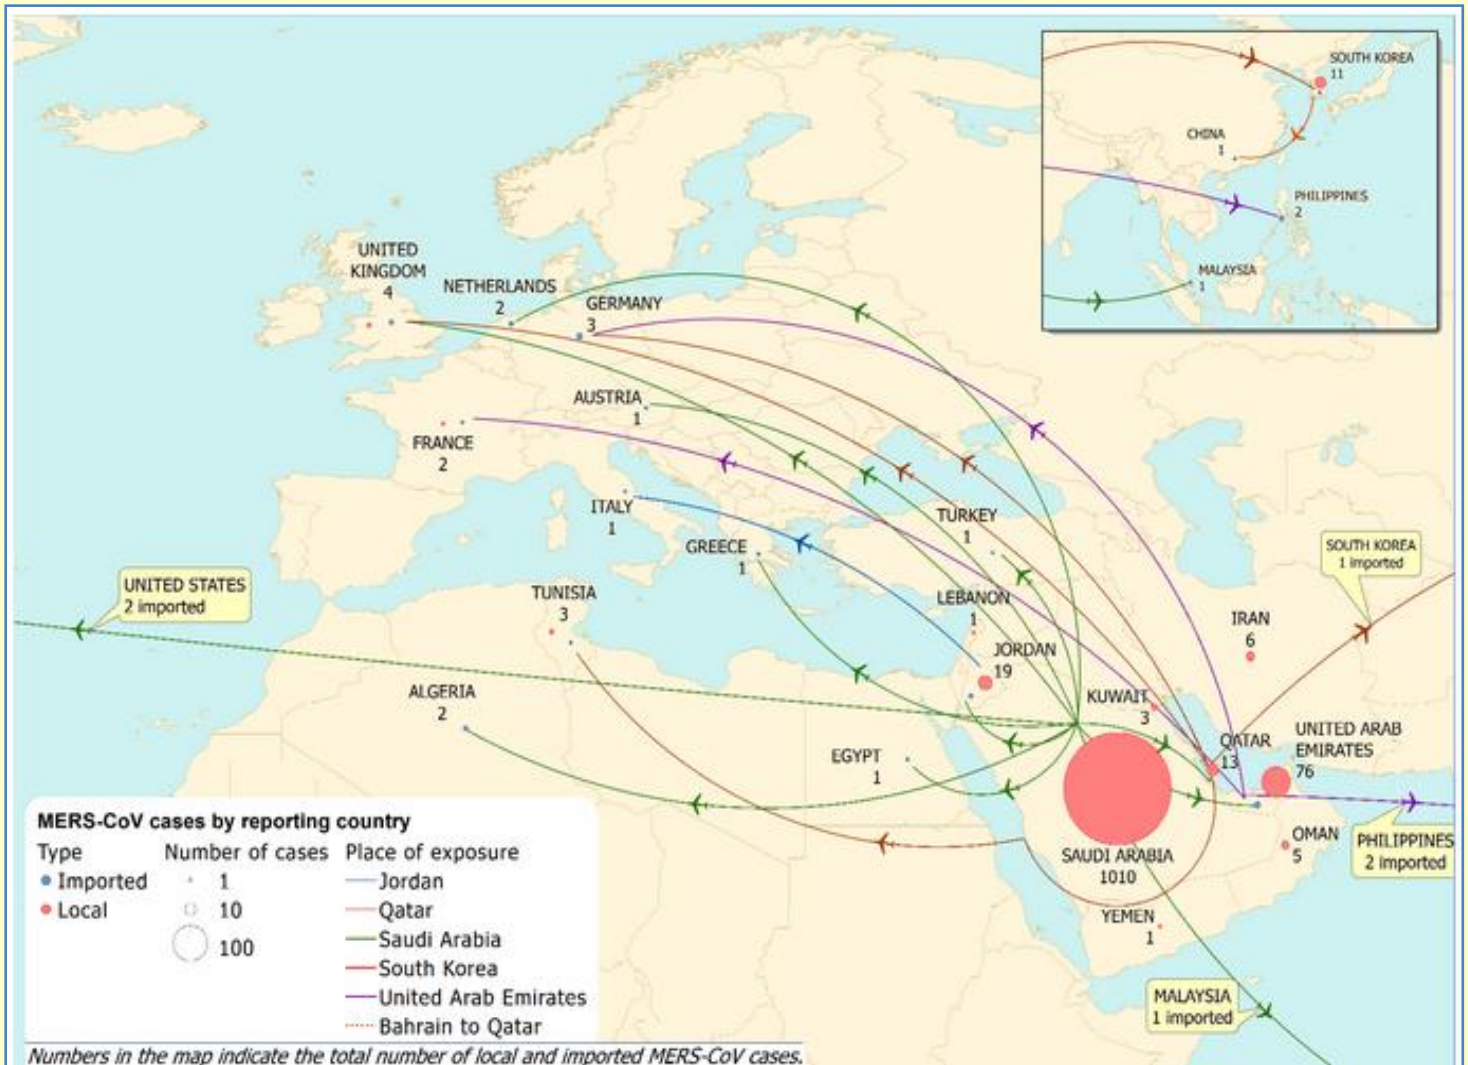 SOUTH KOREA
11
CHINA
1
PHILIPPINES
2
MALAYSIA
1
UNITED
KINGDOM
4
NETHERLANDS
2
GERMANY
3
AUSTRIA
1
FRANCE
2
ITALY
1
GREECE
1
TURKEY
1
SOUTH KOREA
1 imported
UNITED STATES
2 imported
TUNISIA
3
LEBANON
1
IRAN
6
JORDAN
19
ALGERIA
2
KUWAIT
3
QATAR
13
UNITED ARAB
EMIRATES
76
EGYPT
1
OMAN
5
PHILIPPINES
2 imported
SAUDI ARABIA
1010
YEMEN
1
MALAYSIA
1 imported
MERS-CoV cases by reporting country
Type Number of cases Place of exposure
Imported 1 Jordan
Local 10 Qatar
100 Saudi Arabia
South Korea
United Arab Emirates
Bahrain to Qatar
Numbers in the map indicate the total number of local and imported MERS-CoV cases.